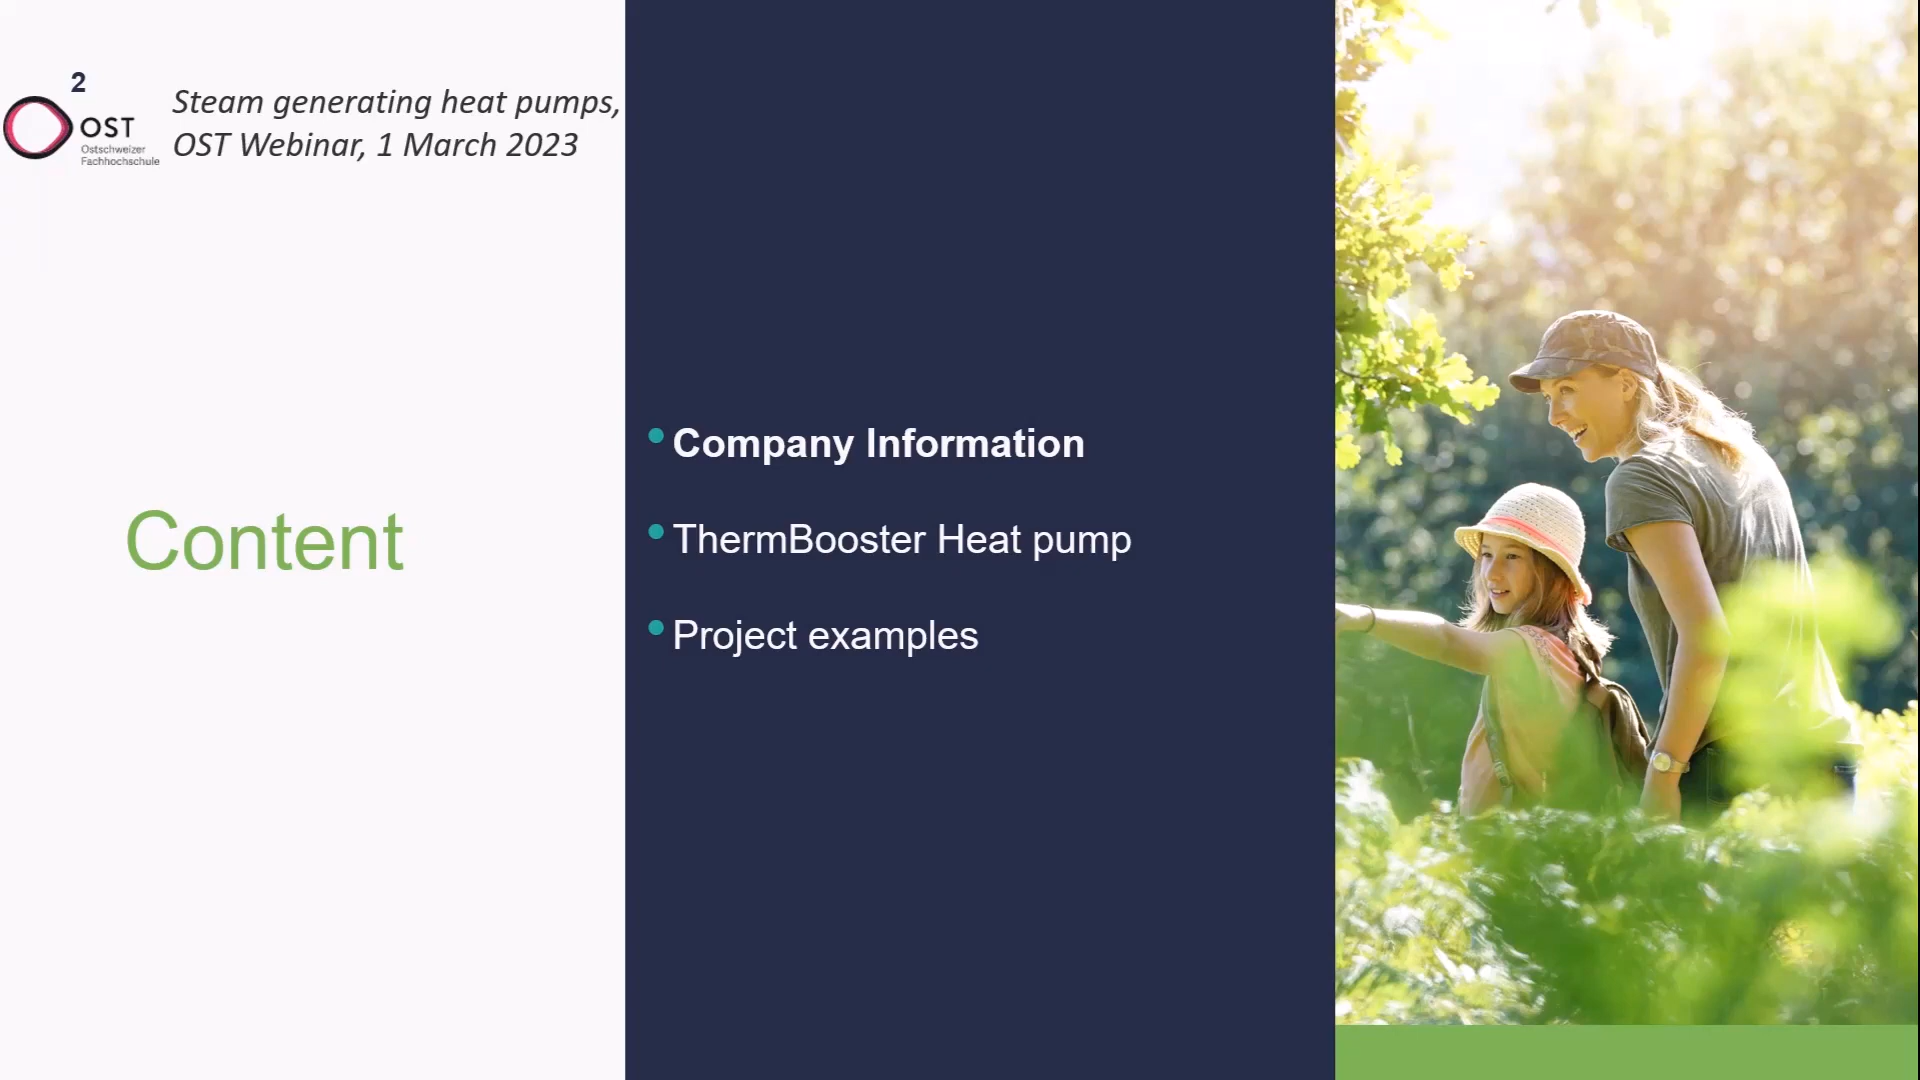 2
OST
Ostschweizer
Fachhochschule
Steam generating heat pumps,
OST Webinar, 1 March 2023
Content
Company Information
ThermBooster Heat pump
Project examples